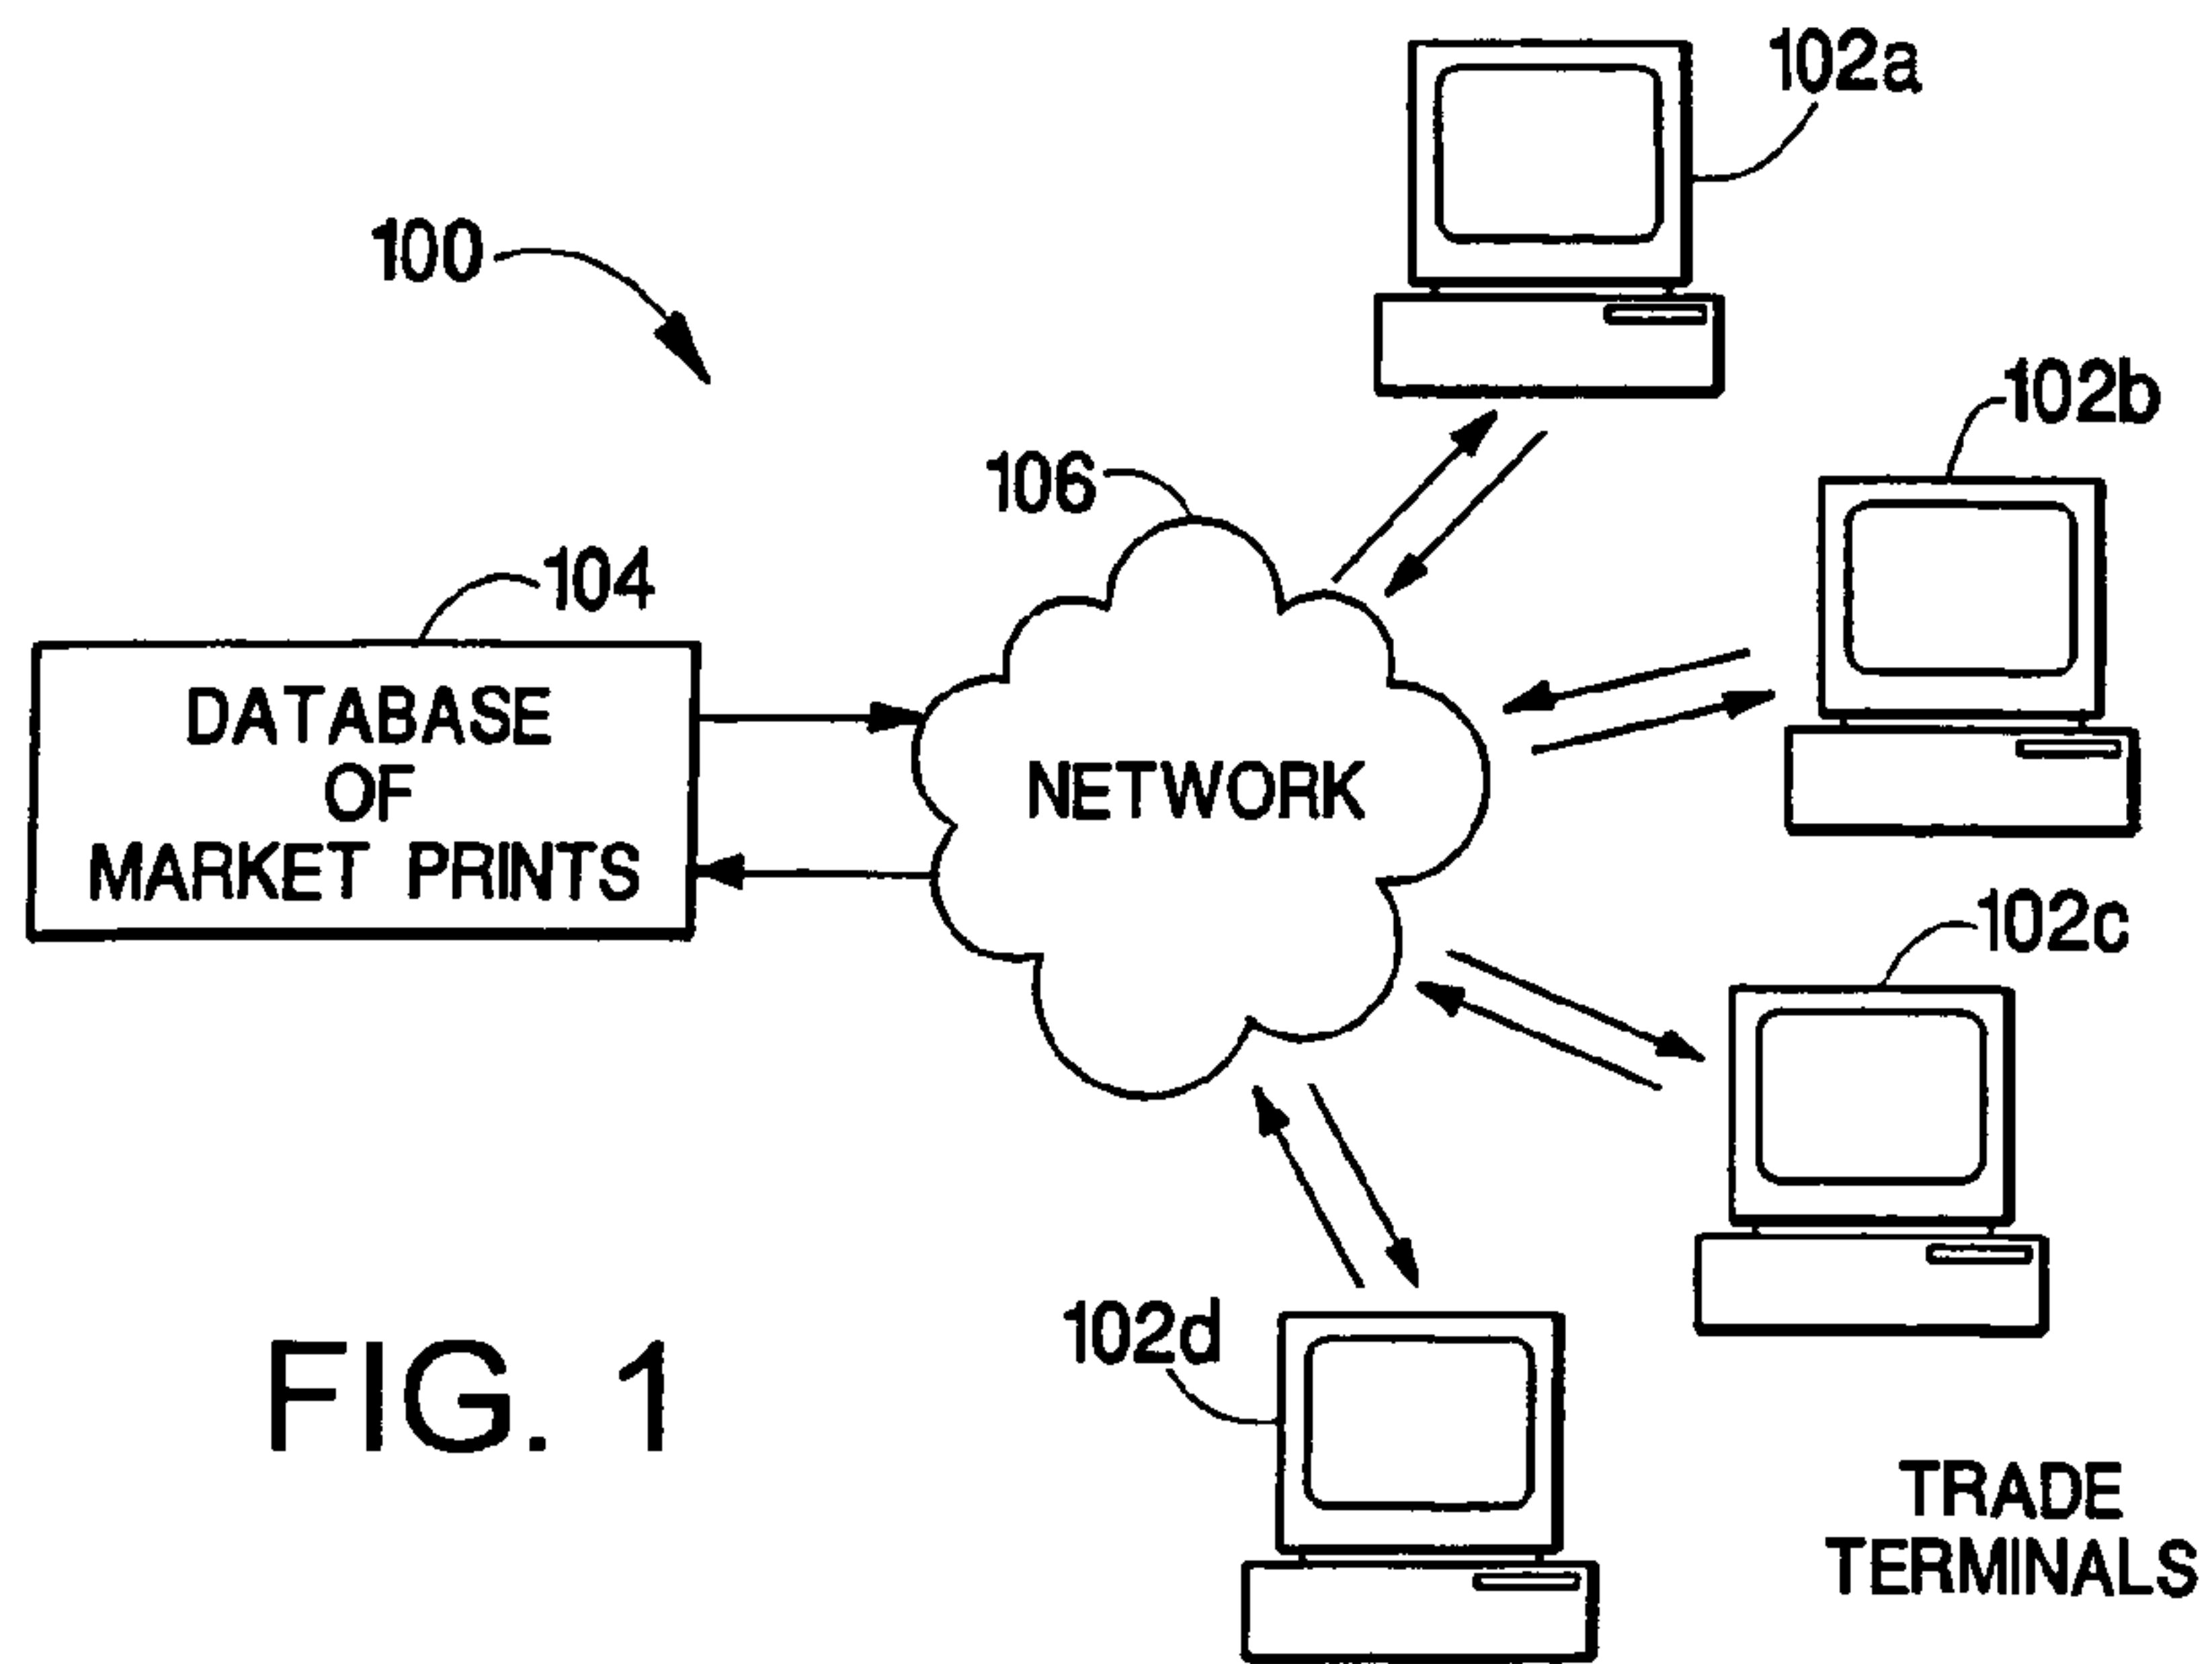 102a
100
102b
106
104
DATABASE
OF
MARKET PRINTS
NETWORK
102c
102d
FIG. 1
TRADE
TERMINALS